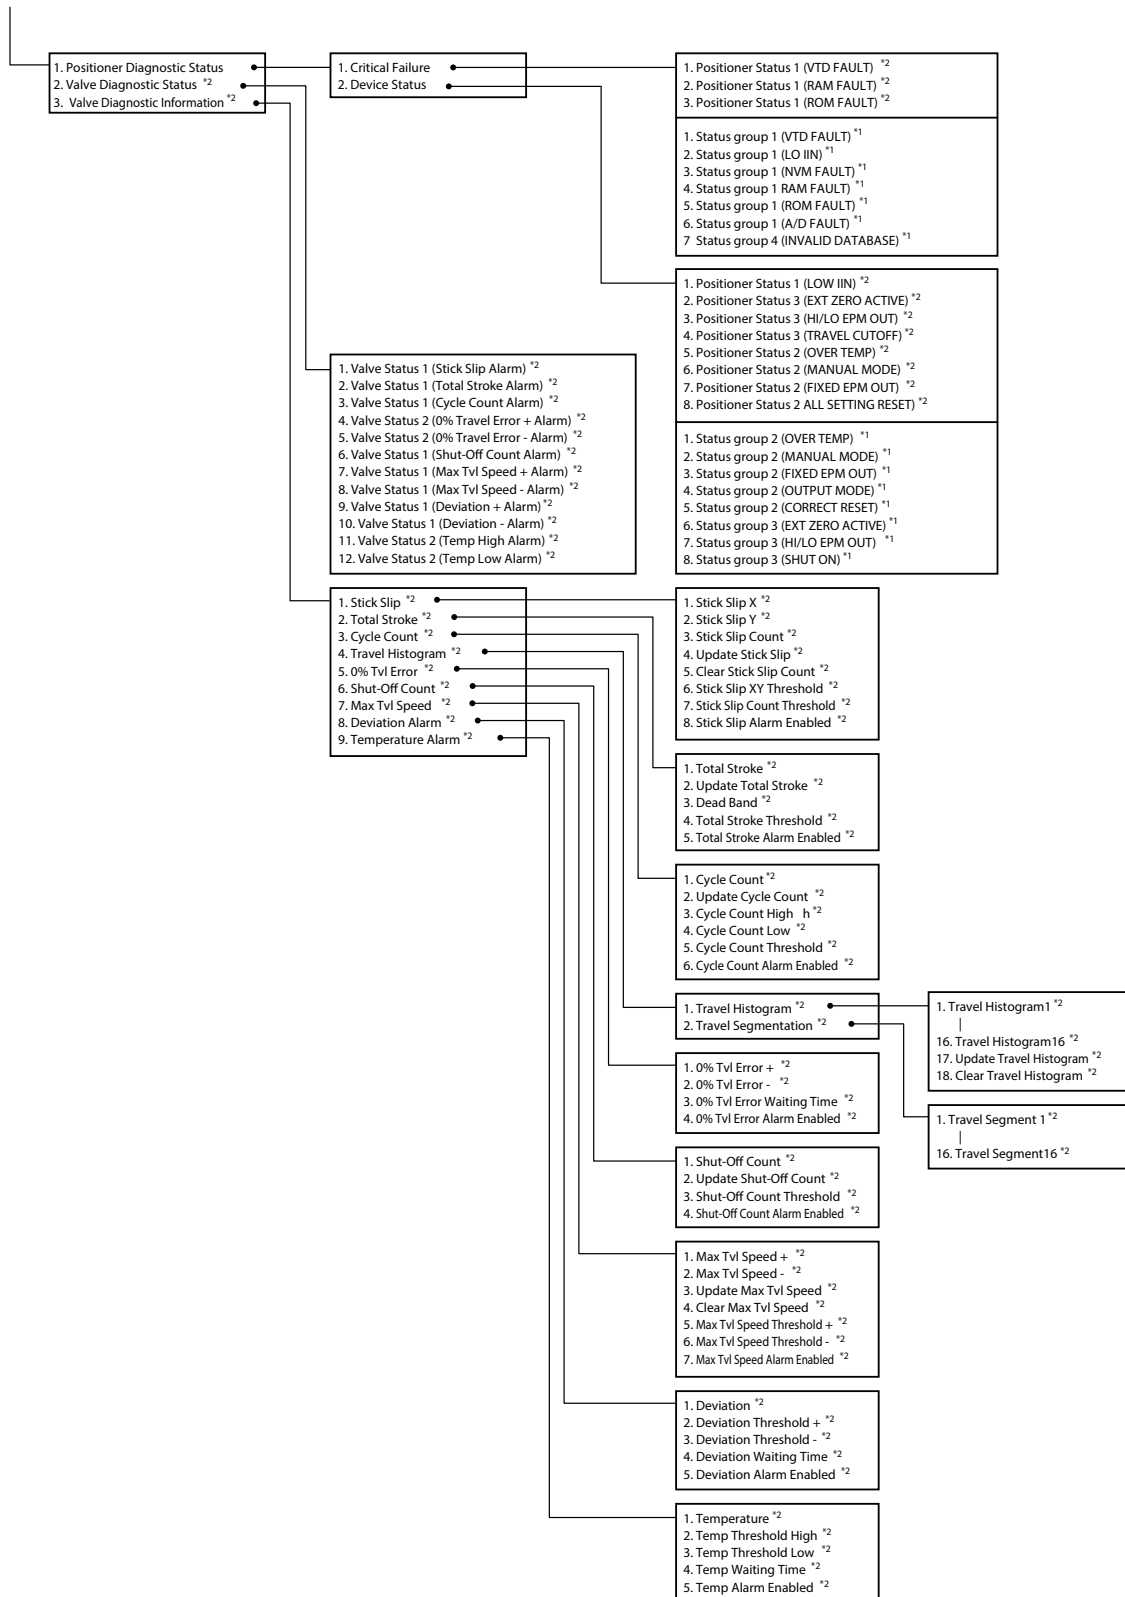 1. Positioner Diagnostic Status
2. Valve Diagnostic Status *2
3. Valve Diagnostic Information *2
1. Critical Failure
2. Device Status
1. Positioner Status 1 (VTD FAULT) *2
2. Positioner Status 1 (RAM FAULT) *2
3. Positioner Status 1 (ROM FAULT) *2
1. Status group 1 (VTD FAULT) *1
2. Status group 1 (LO IIN) *1
3. Status group 1 (NVM FAULT) *1
4. Status group 1 RAM FAULT) *1
5. Status group 1 (ROM FAULT) *1
6. Status group 1 (A/D FAULT) *1
7 Status group 4 (INVALID DATABASE) *1
1. Positioner Status 1 (LOW IIN) *2
2. Positioner Status 3 (EXT ZERO ACTIVE) *2
3. Positioner Status 3 (HI/LO EPM OUT) *2
4. Positioner Status 3 (TRAVEL CUTOFF) *2
5. Positioner Status 2 (OVER TEMP) *2
6. Positioner Status 2 (MANUAL MODE) *2
7. Positioner Status 2 (FIXED EPM OUT) *2
8. Positioner Status 2 ALL SETTING RESET) *2
1. Status group 2 (OVER TEMP) *1
2. Status group 2 (MANUAL MODE) *1
3. Status group 2 (FIXED EPM OUT) *1
4. Status group 2 (OUTPUT MODE) *1
5. Status group 2 (CORRECT RESET) *1
6. Status group 3 (EXT ZERO ACTIVE) *1
7. Status group 3 (HI/LO EPM OUT) *1
8. Status group 3 (SHUT ON) *1
1. Valve Status 1 (Stick Slip Alarm) *2
2. Valve Status 1 (Total Stroke Alarm) *2
3. Valve Status 1 (Cycle Count Alarm) *2
4. Valve Status 2 (0% Travel Error + Alarm) *2
5. Valve Status 2 (0% Travel Error - Alarm) *2
6. Valve Status 1 (Shut-Off Count Alarm) *2
7. Valve Status 1 (Max Tvl Speed + Alarm) *2
8. Valve Status 1 (Max Tvl Speed - Alarm) *2
9. Valve Status 1 (Deviation + Alarm) *2
10. Valve Status 1 (Deviation - Alarm) *2
11. Valve Status 2 (Temp High Alarm) *2
12. Valve Status 2 (Temp Low Alarm) *2
1. Stick Slip *2
2. Total Stroke *2
3. Cycle Count *2
4. Travel Histogram *2
5. 0% Tvl Error *2
6. Shut-Off Count *2
7. Max Tvl Speed *2
8. Deviation Alarm *2
9. Temperature Alarm *2
1. Stick Slip X *2
2. Stick Slip Y *2
3. Stick Slip Count *2
4. Update Stick Slip *2
5. Clear Stick Slip Count *2
6. Stick Slip XY Threshold *2
7. Stick Slip Count Threshold *2
8. Stick Slip Alarm Enabled *2
1. Total Stroke *2
2. Update Total Stroke *2
3. Dead Band *2
4. Total Stroke Threshold *2
5. Total Stroke Alarm Enabled *2
1. Cycle Count *2
2. Update Cycle Count *2
3. Cycle Count High h *2
4. Cycle Count Low *2
5. Cycle Count Threshold *2
6. Cycle Count Alarm Enabled *2
1. Travel Histogram *2
2. Travel Segmentation *2
1. Travel Histogram1 *2
|
16. Travel Histogram16 *2
17. Update Travel Histogram *2
18. Clear Travel Histogram *2
1. Travel Segment 1 *2
|
16. Travel Segment16 *2
1. 0% Tvl Error + *2
2. 0% Tvl Error - *2
3. 0% Tvl Error Waiting Time *2
4. 0% Tvl Error Alarm Enabled *2
1. Shut-Off Count *2
2. Update Shut-Off Count *2
3. Shut-Off Count Threshold *2
4. Shut-Off Count Alarm Enabled *2
1. Max Tvl Speed + *2
2. Max Tvl Speed - *2
3. Update Max Tvl Speed *2
4. Clear Max Tvl Speed *2
5. Max Tvl Speed Threshold + *2
6. Max Tvl Speed Threshold - *2
7. Max Tvl Speed Alarm Enabled *2
1. Deviation *2
2. Deviation Threshold + *2
3. Deviation Threshold - *2
4. Deviation Waiting Time *2
5. Deviation Alarm Enabled *2
1. Temperature *2
2. Temp Threshold High *2
3. Temp Threshold Low *2
4. Temp Waiting Time *2
5. Temp Alarm Enabled *2